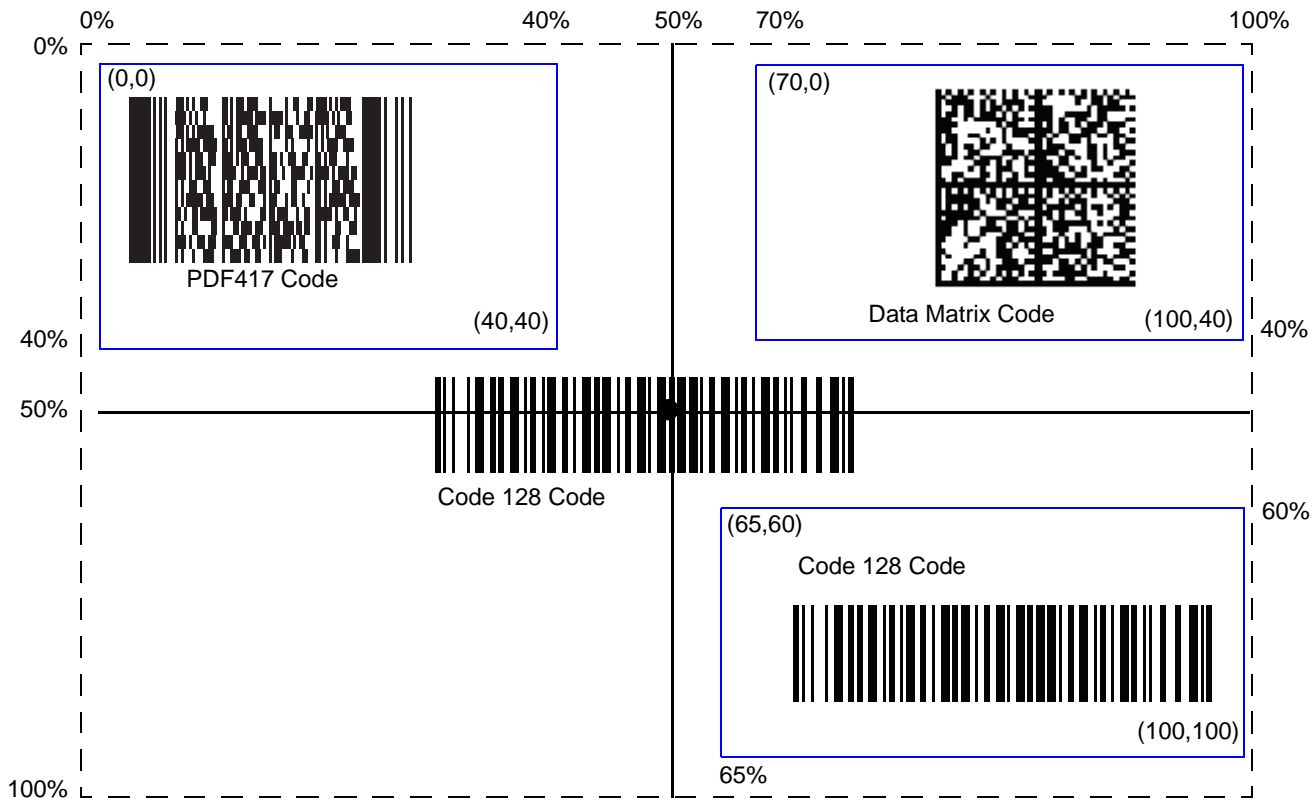 0% 40% 50% 70% 100%
0%
(0,0)
(70,0)
PDF417 Code
Data Matrix Code
(40,40)
(100,40)
40%
40%
50%
Code 128 Code
60%
(65,60)
Code 128 Code
(100,100)
65%
100%